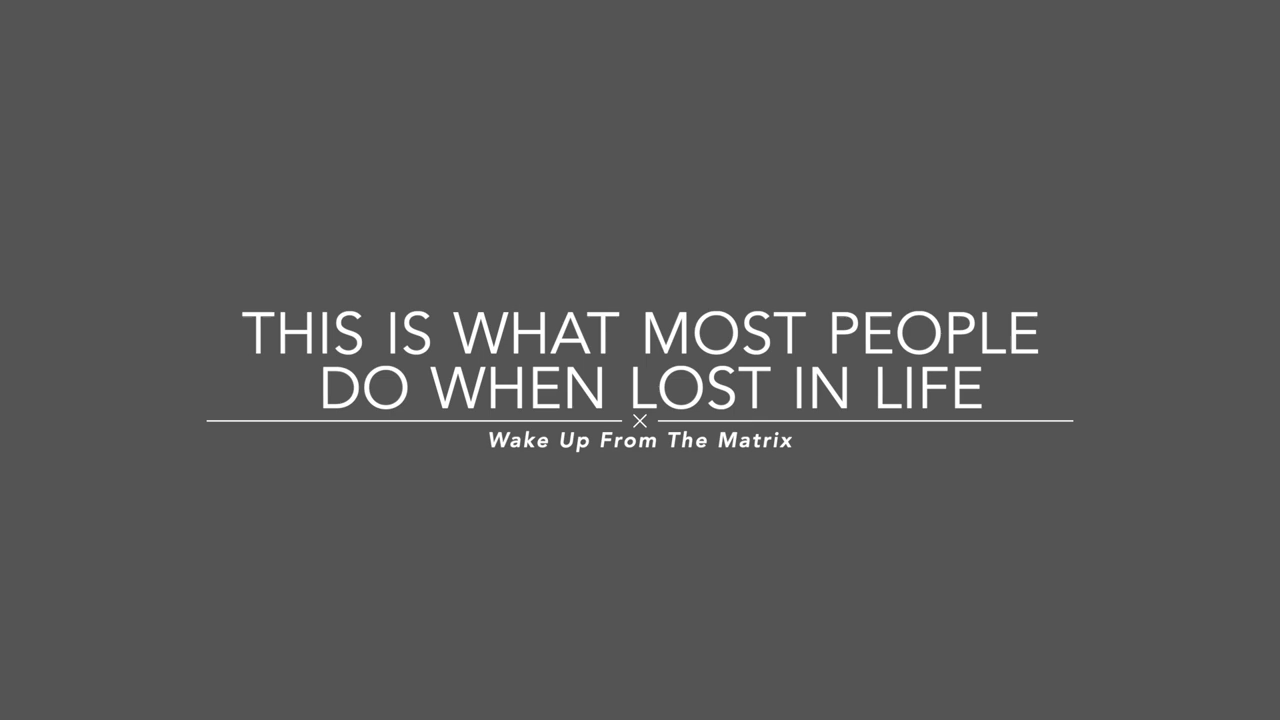 THIS IS WHAT MOST PEOPLE
DO WHEN LOST IN LIFE
Wake Up From The Matrix